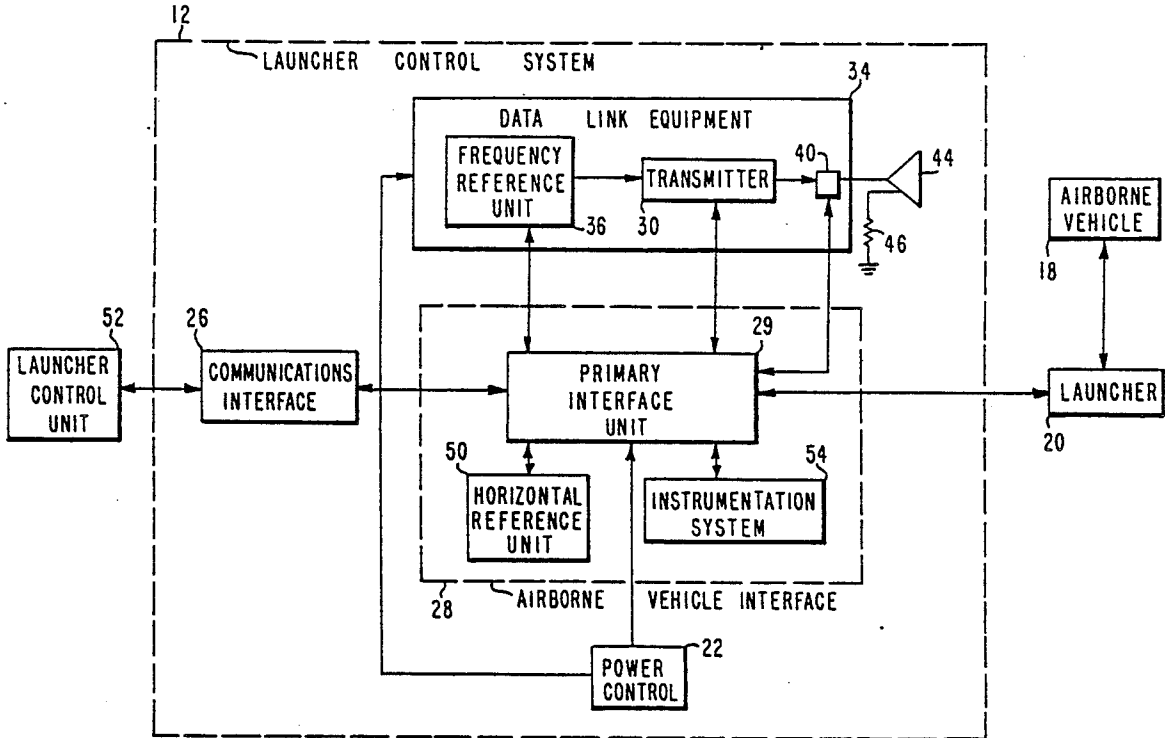 12
LAUNCHER CONTROL SYSTEM
34
DATA LINK EQUIPMENT
FREQUENCY
REFERENCE
UNIT
36
TRANSMITTER
30
40
44
46
AIRBORNE
VEHICLE
18
52
LAUNCHER
CONTROL
UNIT
26
COMMUNICATIONS
INTERFACE
29
PRIMARY
INTERFACE
UNIT
LAUNCHER
20
50
HORIZONTAL
REFERENCE
UNIT
54
INSTRUMENTATION
SYSTEM
28
AIRBORNE VEHICLE INTERFACE
22
POWER
CONTROL